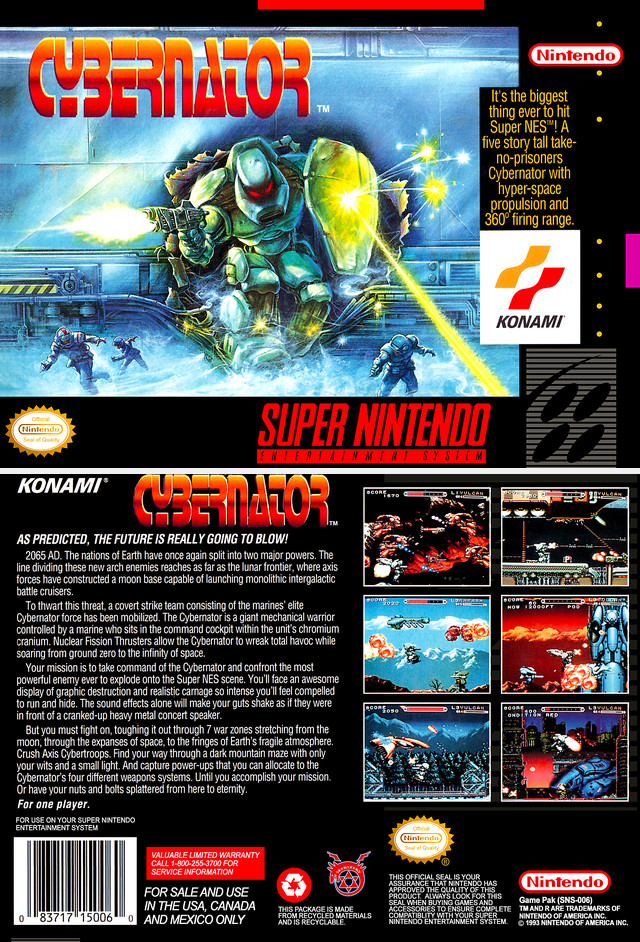 CYBERNATOR
TM
Nintendo
It's the biggest
thing ever to hit
Super NES™! A
five story tall take-
no-prisoners
Cybernator with
hyper-space
propulsion and
360° firing range.
KONAMI®
Official
Nintendo
Seal of Quality
SUPER NINTENDO
ENTERTAINMENT SYSTEM
KONAMI®
CYBERNATOR™
AS PREDICTED, THE FUTURE IS REALLY GOING TO BLOW!
2065 AD. The nations of Earth have once again split into two major powers. The
line dividing these new arch enemies reaches as far as the lunar frontier, where axis
forces have constructed a moon base capable of launching monolithic intergalactic
battle cruisers.
To thwart this threat, a covert strike team consisting of the marines' elite
Cybernator force has been mobilized. The Cybernator is a giant mechanical warrior
controlled by a marine who sits in the command cockpit within the unit's chromium
cranium. Nuclear Fission Thrusters allow the Cybernator to wreak total havoc while
soaring from ground zero to the infinity of space.
Your mission is to take command of the Cybernator and confront the most
powerful enemy ever to explode onto the Super NES scene. You'll face an awesome
display of graphic destruction and realistic carnage so intense you'll feel compelled
to run and hide. The sound effects alone will make your guts shake as if they were
in front of a cranked-up heavy metal concert speaker.
But you must fight on, toughing it out through 7 war zones stretching from the
moon, through the expanses of space, to the fringes of Earth's fragile atmosphere.
Crush Axis Cybertroops. Find your way through a dark mountain maze with only
your wits and a small light. And capture power-ups that you can allocate to the
Cybernator's four different weapons systems. Until you accomplish your mission.
Or have your nuts and bolts splattered from here to eternity.
For one player.
FOR USE ON YOUR SUPER NINTENDO
ENTERTAINMENT SYSTEM
SCORE
1670
VULCAN
SCORE
SCORE
2022
SCORE
NOW 12000FT POD
SCORE
2050
VULCAN
SCORE
VULCAN
CONDITION RED
0 83717 15006 0
VALUABLE LIMITED WARRANTY
CALL 1-800-255-3700 FOR
SERVICE INFORMATION
FOR SALE AND USE
IN THE USA, CANADA
AND MEXICO ONLY
THIS PACKAGE IS MADE
FROM RECYCLED MATERIALS
AND IS RECYCLABLE.
Official
Nintendo
Seal of Quality
®
THIS OFFICIAL SEAL IS YOUR
ASSURANCE THAT NINTENDO HAS
APPROVED THE QUALITY OF THIS
PRODUCT. ALWAYS LOOK FOR THIS
SEAL WHEN BUYING GAMES AND
ACCESSORIES TO ENSURE COMPLETE
COMPATIBILITY WITH YOUR SUPER
NINTENDO ENTERTAINMENT SYSTEM.
Nintendo
Game Pak (SNS-006)
TM AND R ARE TRADEMARKS OF
NINTENDO OF AMERICA INC.
© 1993 NINTENDO OF AMERICA INC.